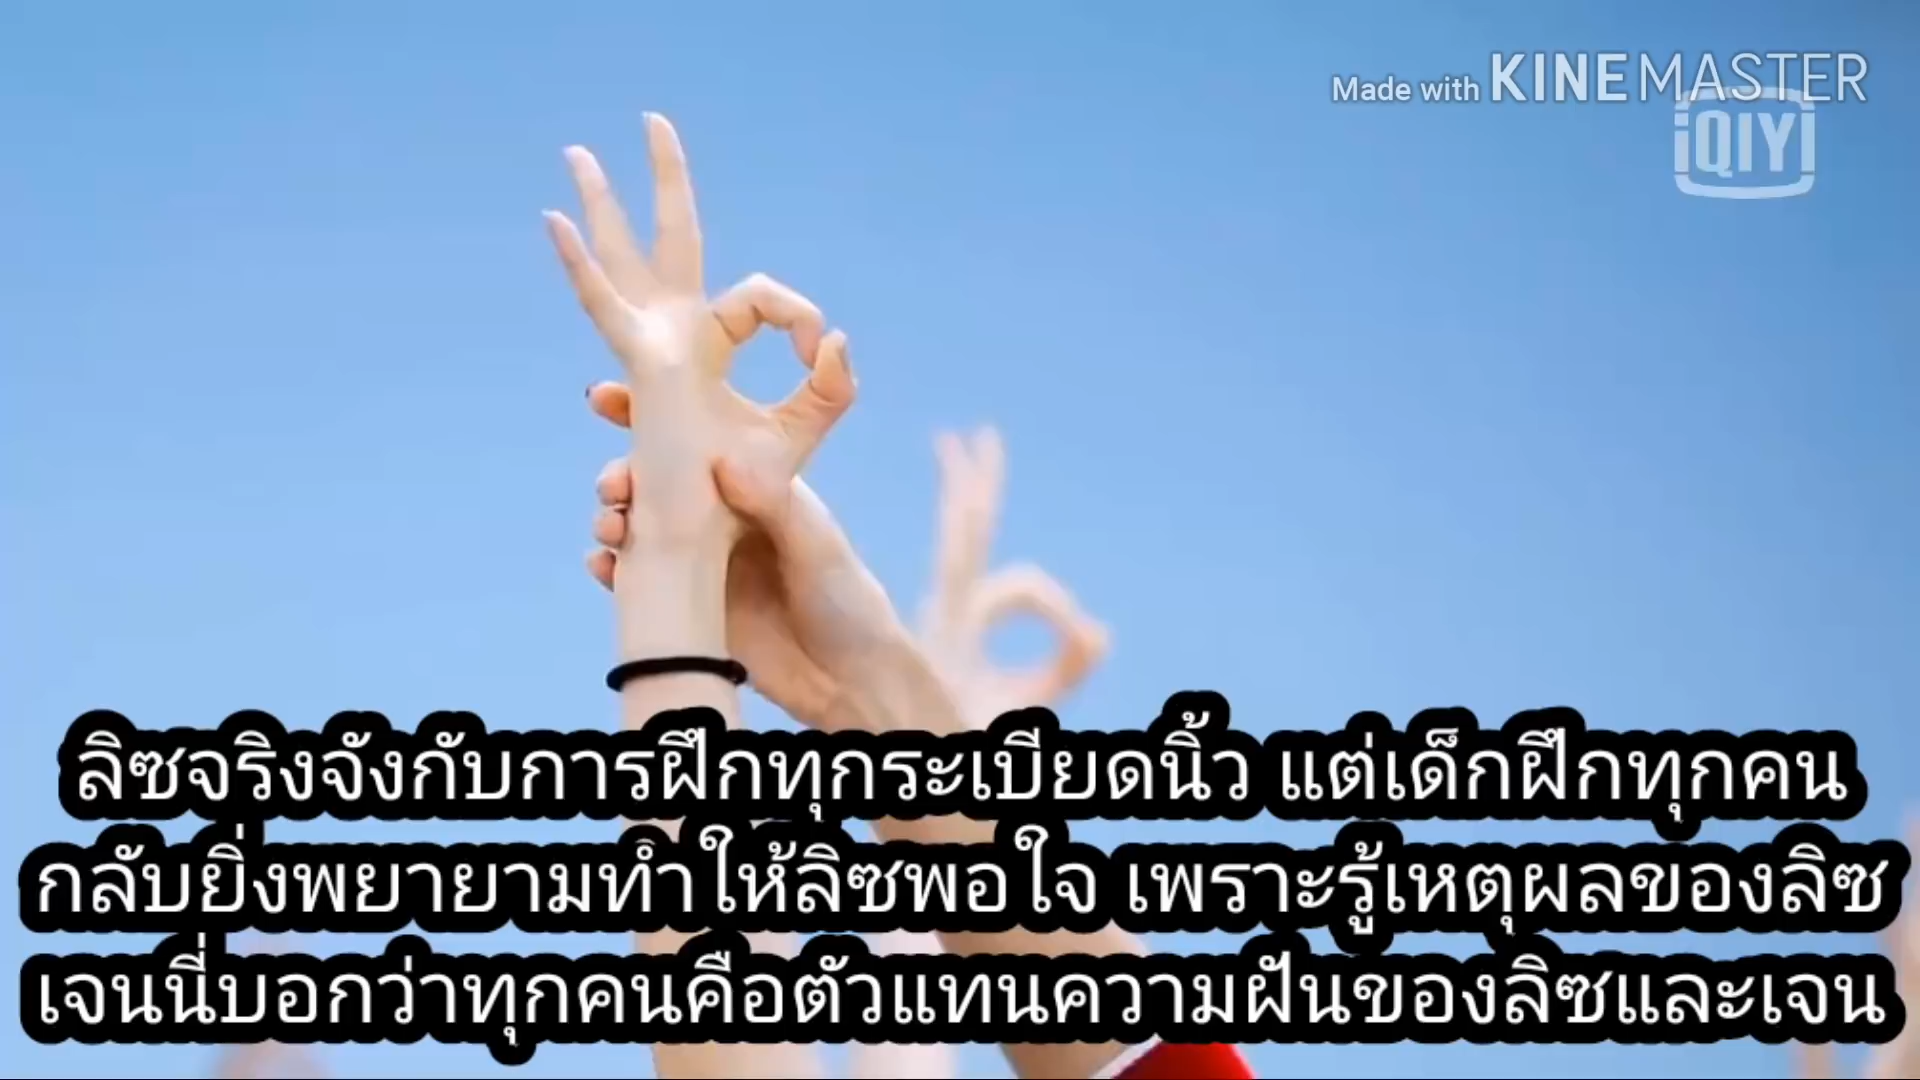 Made with KINEMASTER
iQIYI
ลิซจริงจังกับการฝึกทุกระเบียดนิ้ว แต่เด็กฝึกทุกคน
กลับยิ่งพยายามทำให้ลิซพอใจ เพราะรู้เหตุผลของลิซ
เจนนี่บอกว่าทุกคนคือตัวแทนความฝันของลิซและเจน